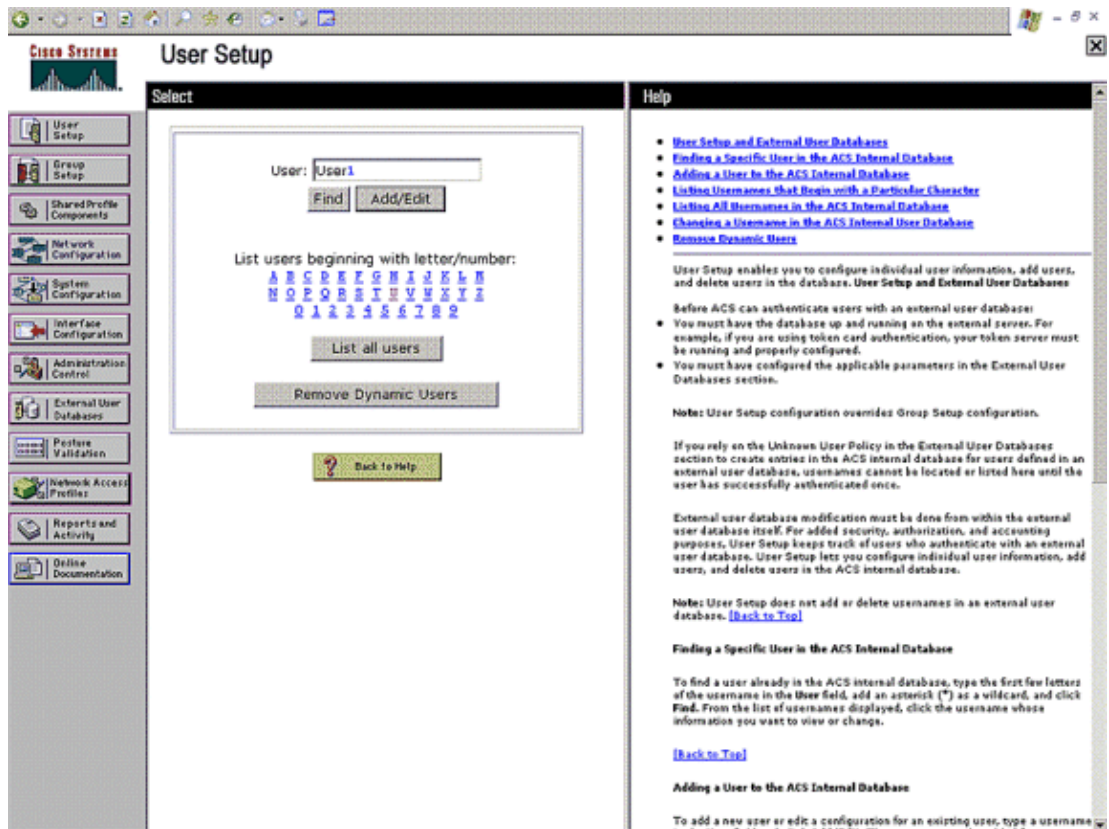 CISCO SYSTEMS
User Setup
User
Setup
Group
Setup
Shared Profile
Components
Network
Configuration
System
Configuration
Interface
Configuration
Administration
Control
External User
Databases
Posture
Validation
Network Access
Profiles
Reports and
Activity
Online
Documentation
Select
User: User1
Find Add/Edit
List users beginning with letter/number:
A B C D E F G H I J K L M
N O P Q R S T U V W X Y Z
0 1 2 3 4 5 6 7 8 9
List all users
Remove Dynamic Users
? Back to Help
Help
• User Setup and External User Databases
• Finding a Specific User in the ACS Internal Database
• Adding a User to the ACS Internal Database
• Listing Usernames that Begin with a Particular Character
• Listing All Usernames in the ACS Internal Database
• Changing a Username in the ACS Internal User Database
• Remove Dynamic Users
User Setup enables you to configure individual user information, add users,
and delete users in the database. User Setup and External User Databases
Before ACS can authenticate users with an external user database:
• You must have the database up and running on the external server. For
example, if you are using token card authentication, your token server must
be running and properly configured.
• You must have configured the applicable parameters in the External User
Databases section.
Note: User Setup configuration overrides Group Setup configuration.
If you rely on the Unknown User Policy in the External User Databases
section to create entries in the ACS internal database for users defined in an
external user database, usernames cannot be located or listed here until the
user has successfully authenticated once.
External user database modification must be done from within the external
user database itself. For added security, authorization, and accounting
purposes, User Setup keeps track of users who authenticate with an external
user database. User Setup lets you configure individual user information, add
users, and delete users in the ACS internal database.
Note: User Setup does not add or delete usernames in an external user
database. [Back to Top]
Finding a Specific User in the ACS Internal Database
To find a user already in the ACS internal database, type the first few letters
of the username in the User field, add an asterisk (*) as a wildcard, and click
Find. From the list of usernames displayed, click the username whose
information you want to view or change.
[Back to Top]
Adding a User to the ACS Internal Database
To add a new user or edit a configuration for an existing user, type a username